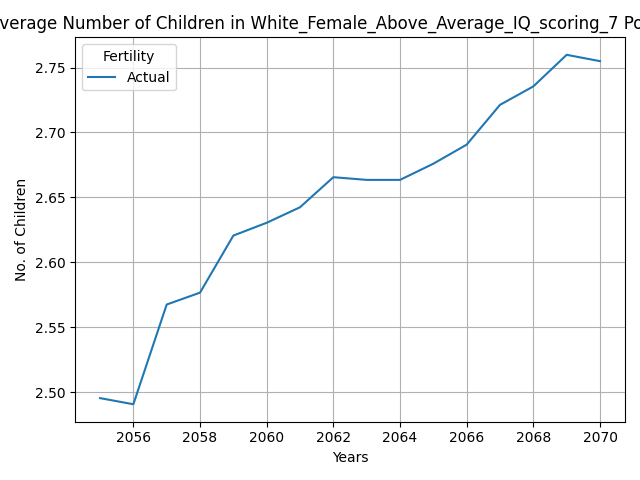 verage Number of Children in White_Female_Above_Average_IQ_scoring_7 Po
Fertility
Actual
No. of Children
2.75
2.70
2.65
2.60
2.55
2.50
2056 2058 2060 2062 2064 2066 2068 2070
Years